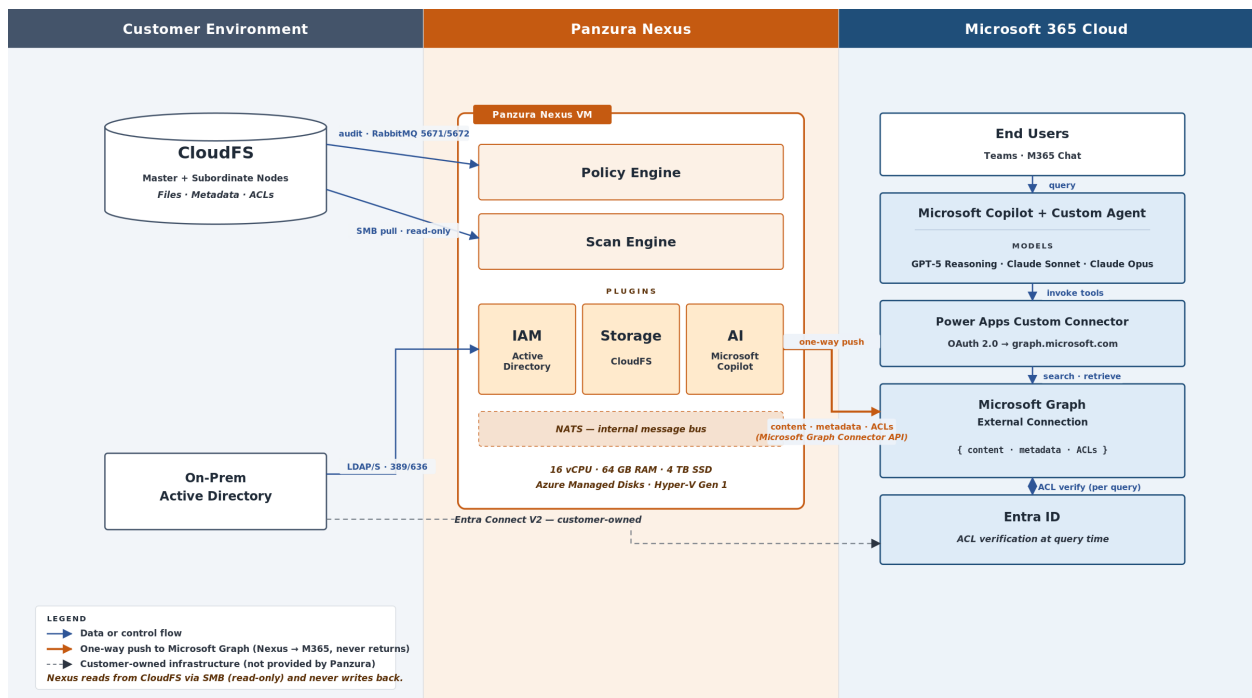 Customer Environment
Panzura Nexus
Microsoft 365 Cloud
CloudFS
Master + Subordinate Nodes
Files · Metadata · ACLs
audit · RabbitMQ 5671/5672
SMB pull · read-only
On-Prem
Active Directory
LDAP/S · 389/636
Entra Connect V2 — customer-owned
Panzura Nexus VM
Policy Engine
Scan Engine
PLUGINS
IAM
Active
Directory
Storage
CloudFS
AI
Microsoft
Copilot
NATS — internal message bus
16 vCPU · 64 GB RAM · 4 TB SSD
Azure Managed Disks · Hyper-V Gen 1
one-way push
content · metadata · ACLs
(Microsoft Graph Connector API)
End Users
Teams · M365 Chat
query
Microsoft Copilot + Custom Agent
MODELS
GPT-5 Reasoning · Claude Sonnet · Claude Opus
invoke tools
Power Apps Custom Connector
OAuth 2.0 → graph.microsoft.com
search · retrieve
Microsoft Graph
External Connection
{ content · metadata · ACLs }
ACL verify (per query)
Entra ID
ACL verification at query time
LEGEND
Data or control flow
One-way push to Microsoft Graph (Nexus → M365, never returns)
Customer-owned infrastructure (not provided by Panzura)
Nexus reads from CloudFS via SMB (read-only) and never writes back.